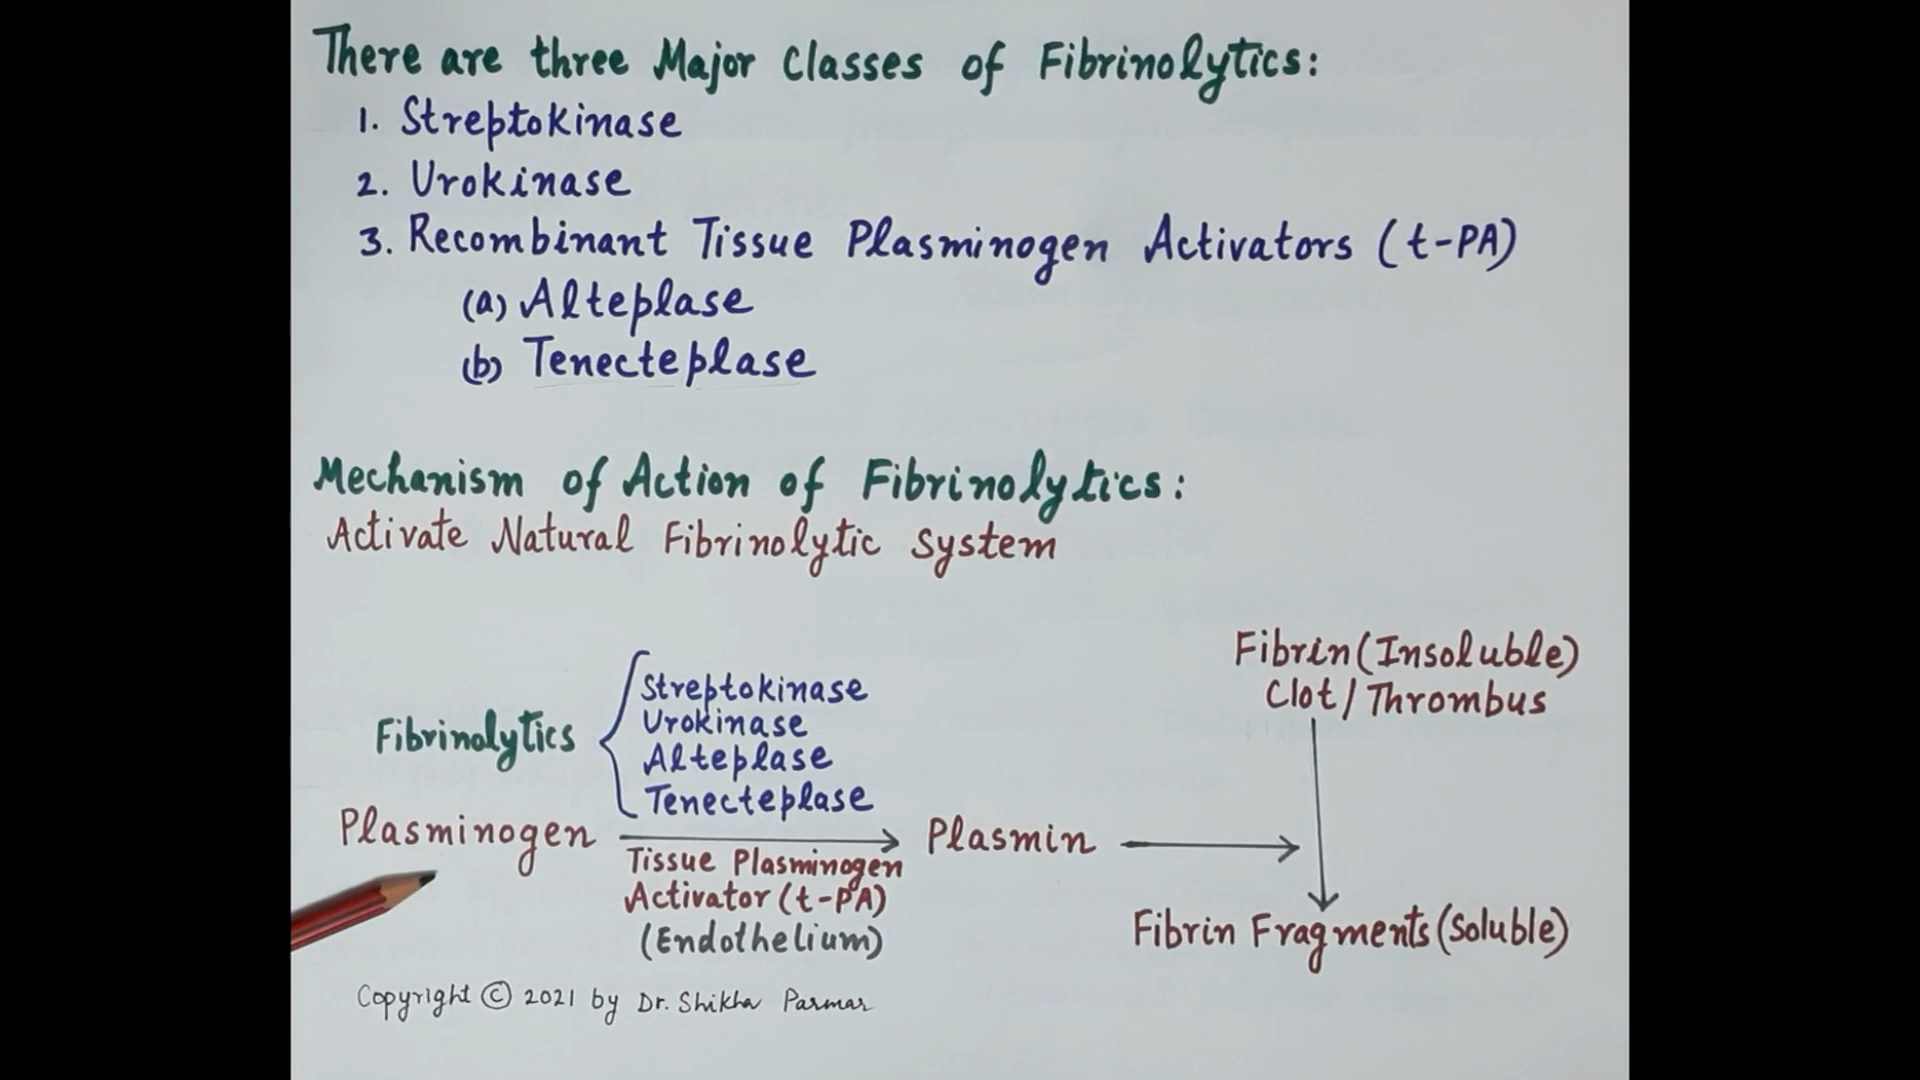 There are three Major Classes of Fibrinolytics:
1. Streptokinase
2. Urokinase
3. Recombinant Tissue Plasminogen Activators (t-PA)
(a) Alteplase
(b) Tenecteplase
Mechanism of Action of Fibrinolytics:
Activate Natural Fibrinolytic System
Fibrin (Insoluble)
Clot / Thrombus
Fibrinolytics
Streptokinase
Urokinase
Alteplase
Tenecteplase
Plasminogen
Plasmin
Tissue Plasminogen
Activator (t-PA)
(Endothelium)
Fibrin Fragments (Soluble)
Copyright © 2021 by Dr. Shikha Parmar